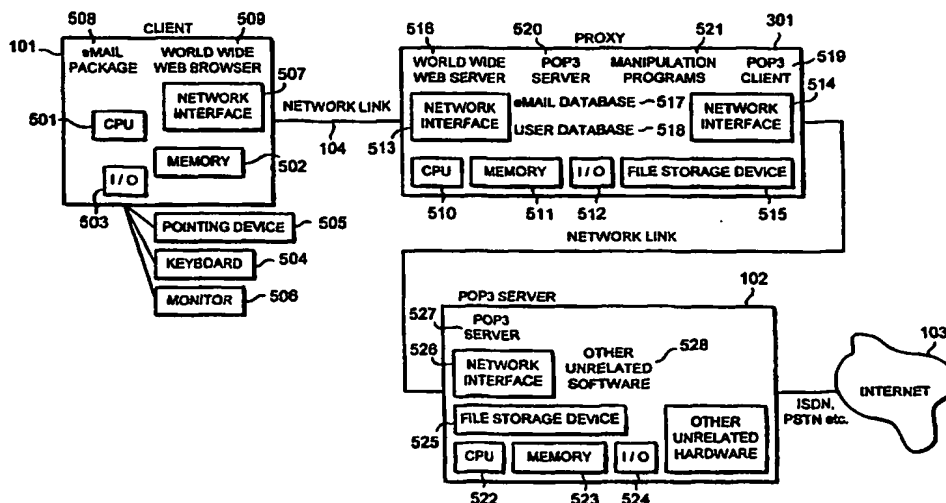 CLIENT
508
509
101
eMAIL
PACKAGE
WORLD WIDE
WEB BROWSER
507
NETWORK
INTERFACE
501
CPU
MEMORY
502
I / O
503
POINTING DEVICE
505
KEYBOARD
504
MONITOR
506
NETWORK LINK
104
PROXY
516
520
521
301
WORLD WIDE
WEB SERVER
POP3
SERVER
MANIPULATION
PROGRAMS
POP3
CLIENT
519
514
NETWORK
INTERFACE
eMAIL DATABASE
517
NETWORK
INTERFACE
513
USER DATABASE
518
CPU
MEMORY
I / O
FILE STORAGE DEVICE
510
511
512
515
NETWORK LINK
POP3 SERVER
102
527
POP3
SERVER
526
NETWORK
INTERFACE
OTHER
UNRELATED
SOFTWARE
528
FILE STORAGE DEVICE
525
OTHER
UNRELATED
HARDWARE
CPU
MEMORY
I / O
522
523
524
ISDN,
PSTN etc.
103
INTERNET